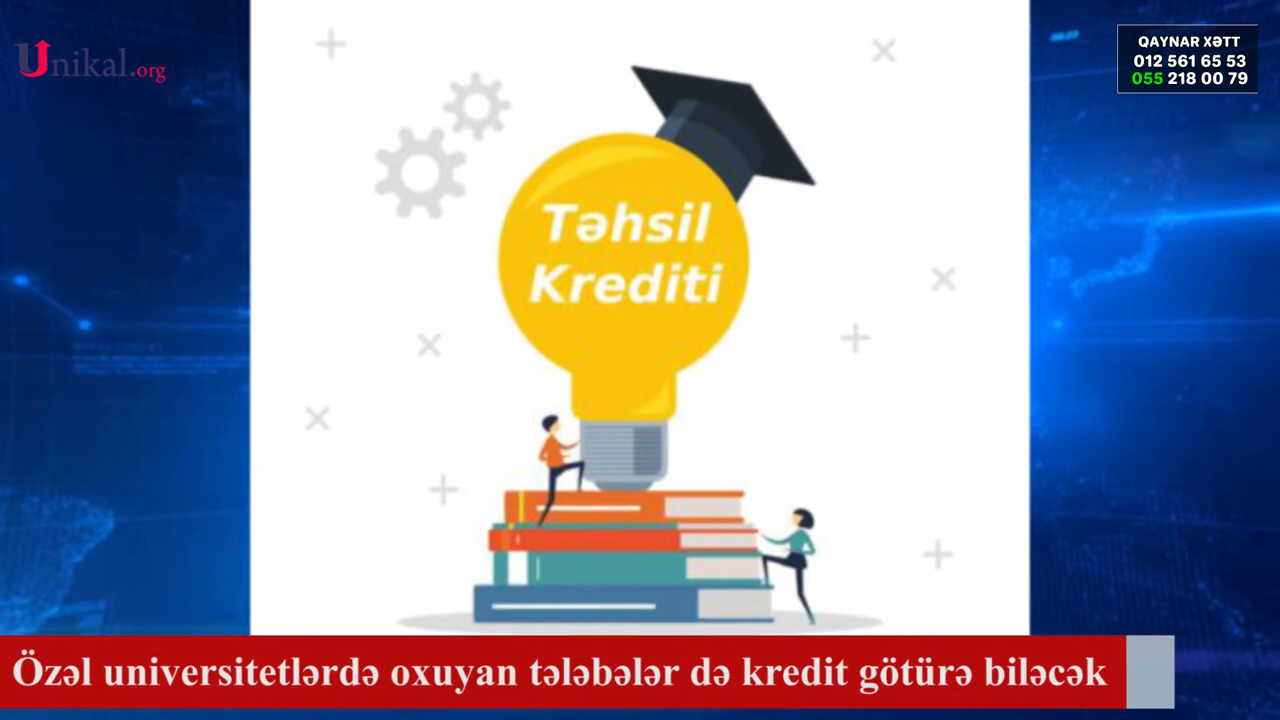 Unikal.org
QAYNAR XƏTT
012 561 65 53
055 218 00 79
Təhsil
Krediti
Özəl universitetlərdə oxuyan tələbələr də kredit götürə biləcək